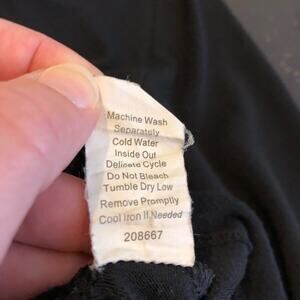 Machine Wash
Separately
Cold Water
Inside Out
Delicate Cycle
Do Not Bleach
Tumble Dry Low
Remove Promptly
Cool Iron If Needed
208667